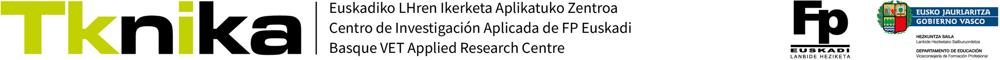 Tknika
Euskadiko LHren Ikerketa Aplikatuko Zentroa
Centro de Investigación Aplicada de FP Euskadi
Basque VET Applied Research Centre
Fp
EUSKADI
LANBIDE HEZIKETA
EUSKO JAURLARITZA
GOBIERNO VASCO
HEZKUNTZA SAILA
Lanbide Heziketako Sailburuordetza
DEPARTAMENTO DE EDUCACIÓN
Viceconsejería de Formación Profesional